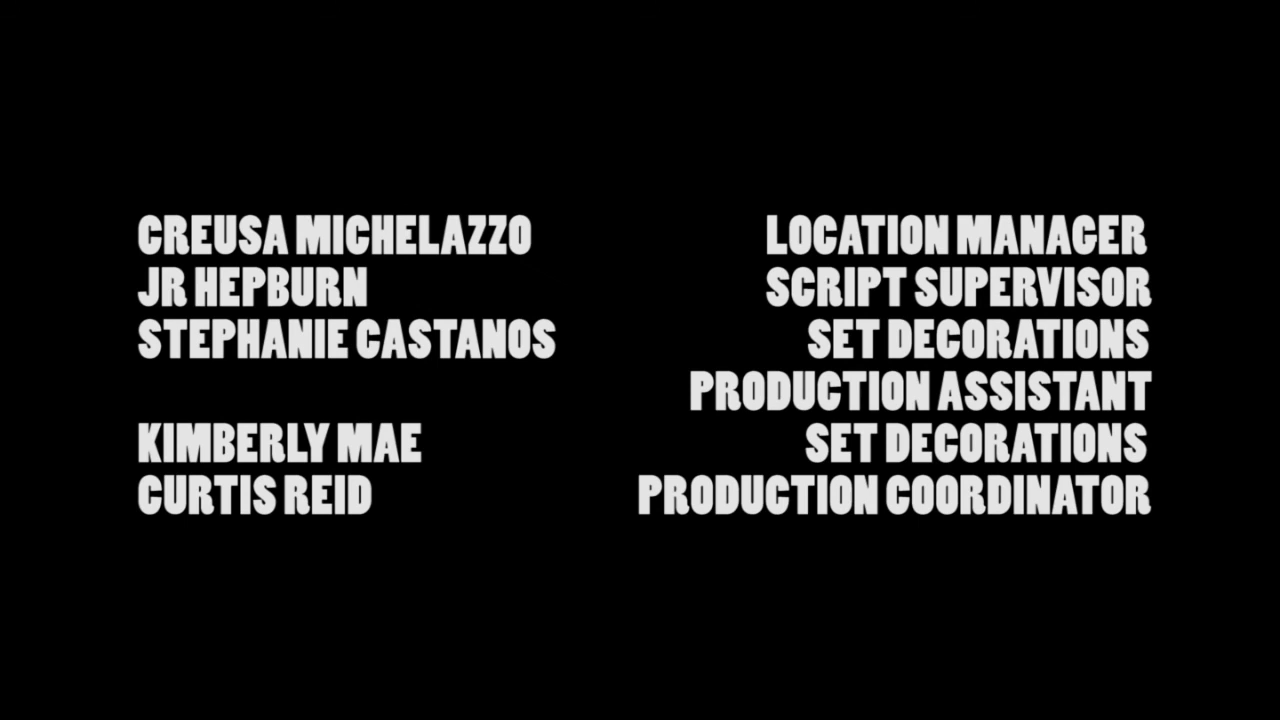 CREUSA MICHELAZZO LOCATION MANAGER
JR HEPBURN SCRIPT SUPERVISOR
STEPHANIE CASTANOS SET DECORATIONS
PRODUCTION ASSISTANT
KIMBERLY MAE SET DECORATIONS
CURTIS REID PRODUCTION COORDINATOR